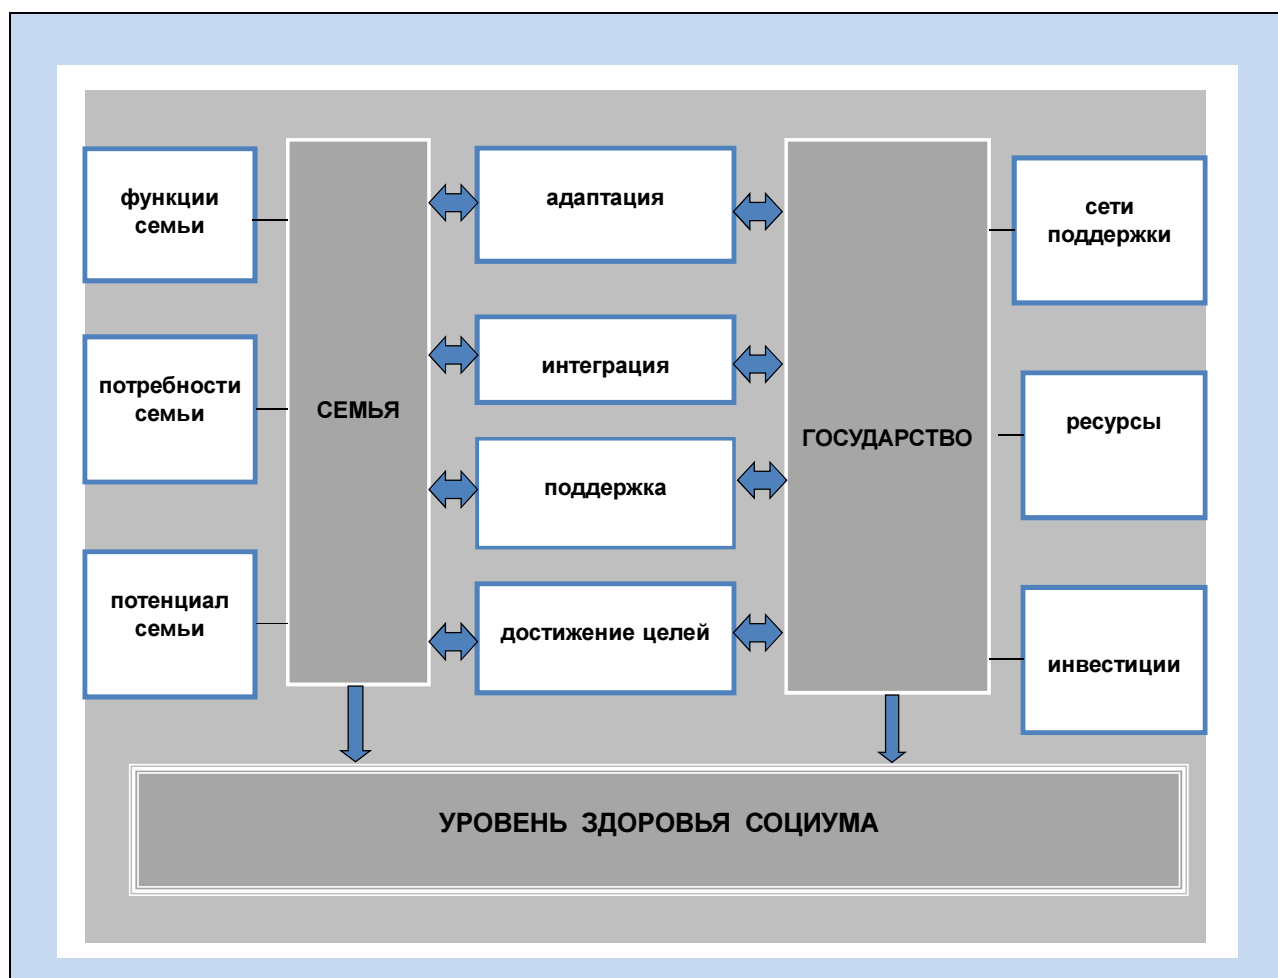 функции
семьи
адаптация
сети
поддержки
потребности
семьи
СЕМЬЯ
интеграция
ГОСУДАРСТВО
ресурсы
поддержка
потенциал
семьи
достижение целей
инвестиции
УРОВЕНЬ ЗДОРОВЬЯ СОЦИУМА